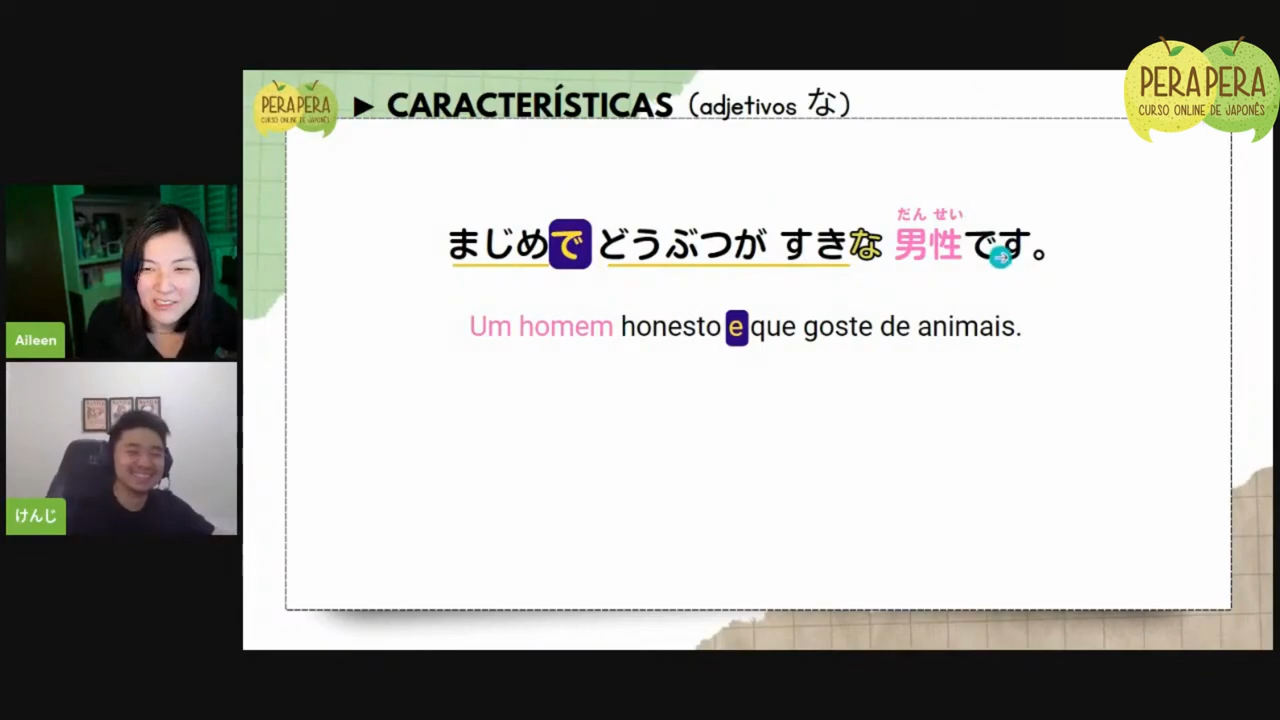 PERA PERA
CURSO ONLINE DE JAPONÊS
PERA PERA
CURSO ONLINE DE JAPONÊS
► CARACTERÍSTICAS (adjetivos な)
だん せい
まじめで どうぶつが すきな 男性です。
Um homem honesto e que goste de animais.
Aileen
けんじ